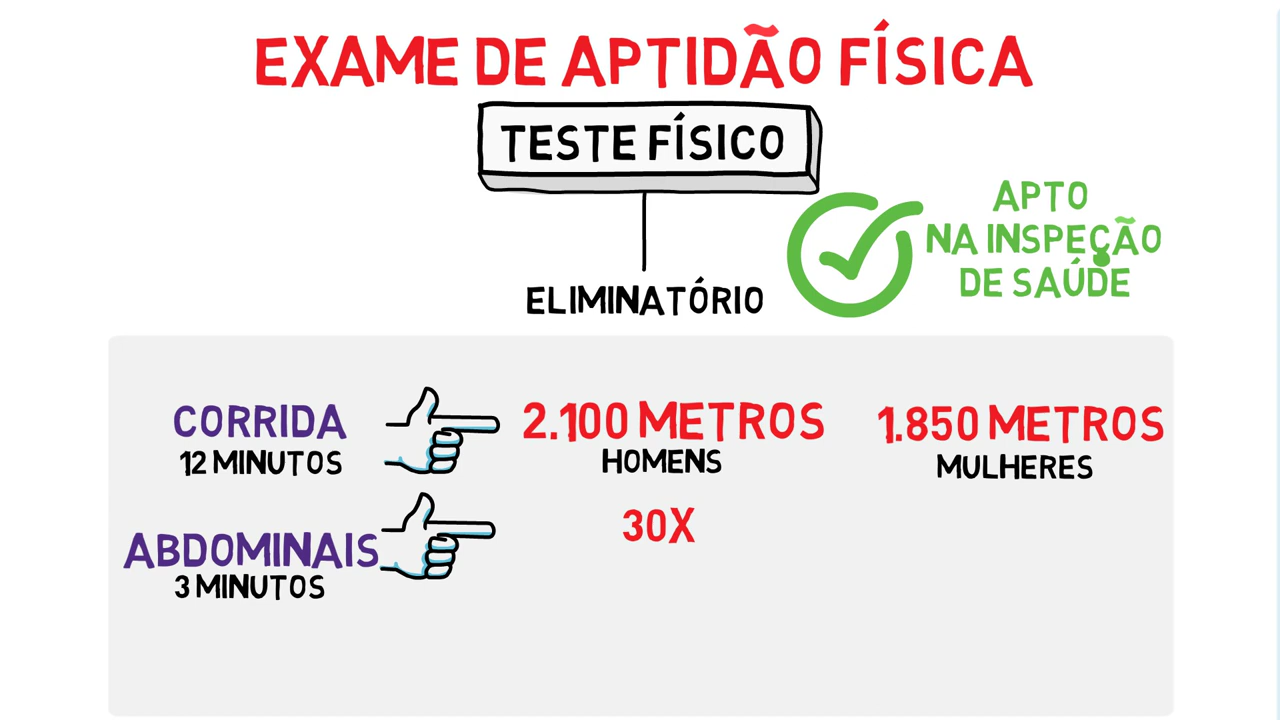 EXAME DE APTIDÃO FÍSICA
TESTE FÍSICO
ELIMINATÓRIO
APTO
NA INSPEÇÃO
DE SAÚDE
CORRIDA
12 MINUTOS
2.100 METROS
HOMENS
1.850 METROS
MULHERES
ABDOMINAIS
3 MINUTOS
30X